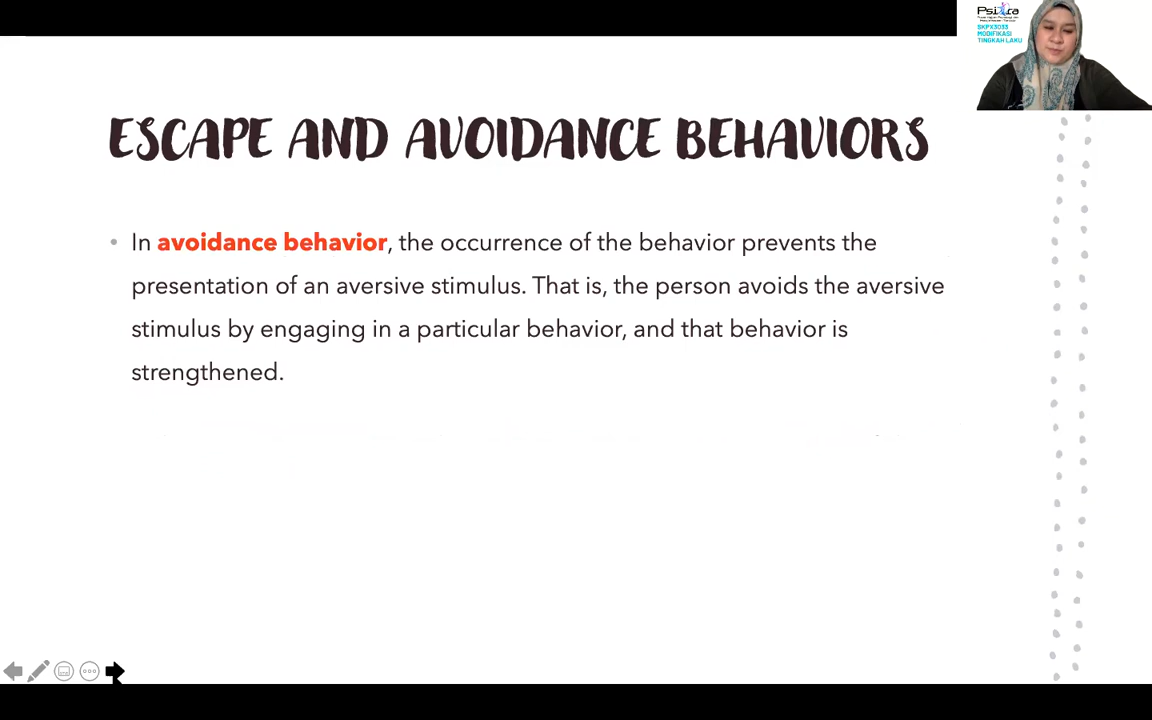 PsiXtra
SKPX3033
MODIFIKASI
TINGKAH LAKU
ESCAPE AND AVOIDANCE BEHAVIORS
• In avoidance behavior, the occurrence of the behavior prevents the
presentation of an aversive stimulus. That is, the person avoids the aversive
stimulus by engaging in a particular behavior, and that behavior is
strengthened.